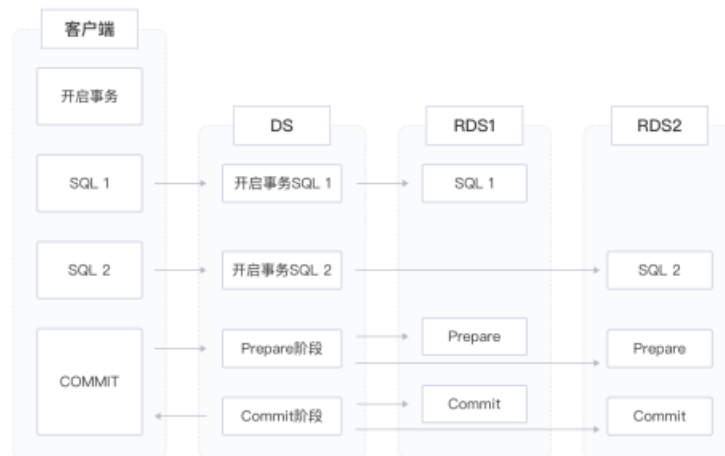 客户端
开启事务
DS
RDS1
RDS2
SQL 1
开启事务SQL 1
SQL 1
SQL 2
开启事务SQL 2
SQL 2
COMMIT
Prepare阶段
Prepare
Prepare
Commit阶段
Commit
Commit